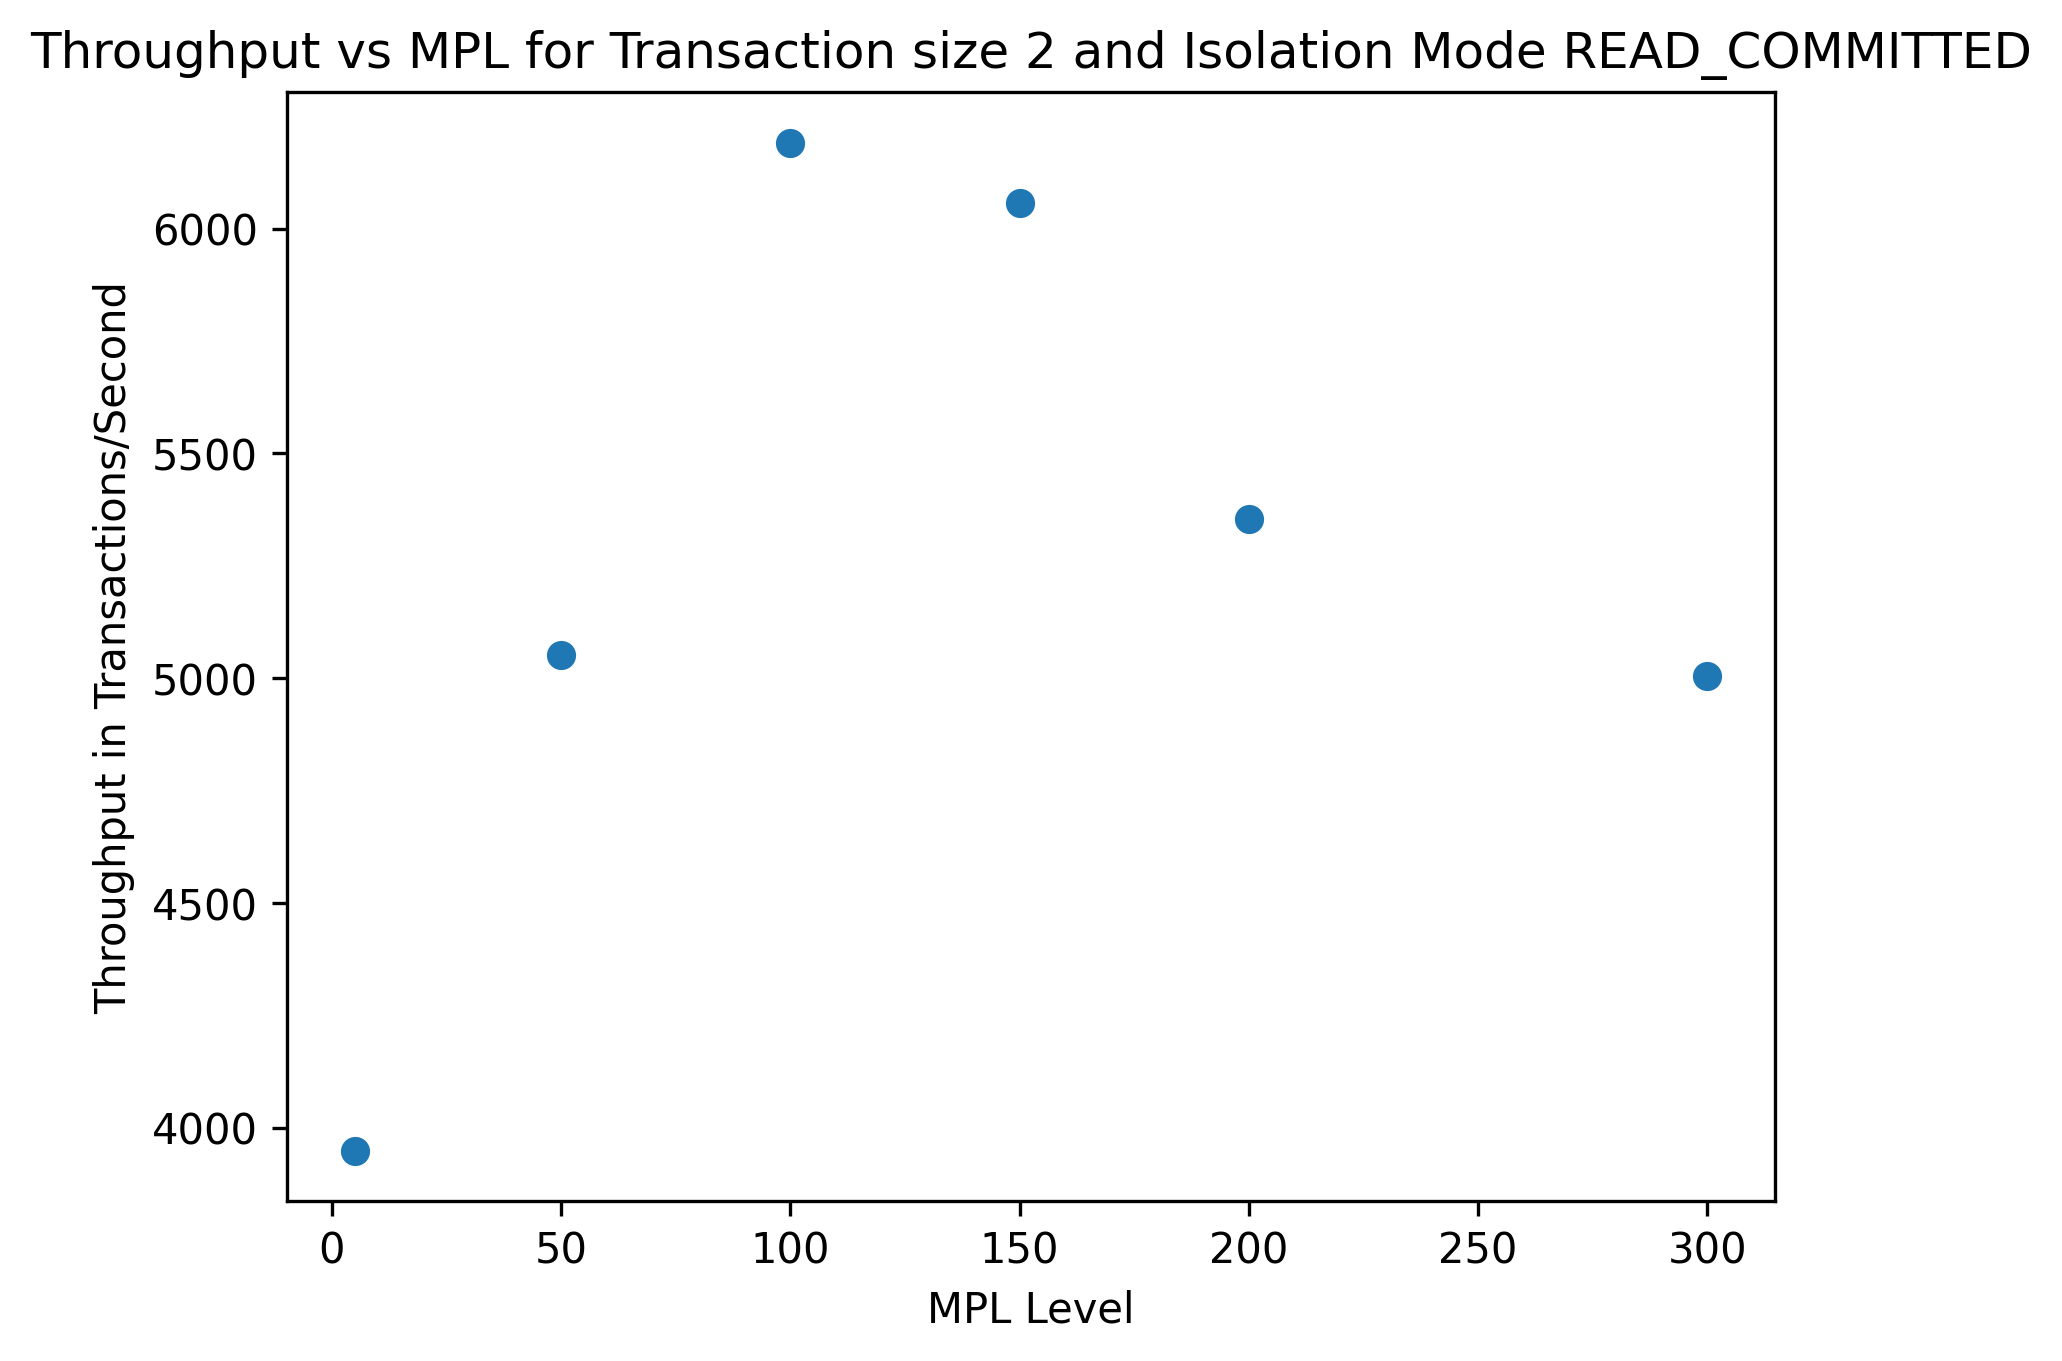 Throughput vs MPL for Transaction size 2 and Isolation Mode READ_COMMITTED
Throughput in Transactions/Second
6000
5500
5000
4500
4000
0 50 100 150 200 250 300
MPL Level